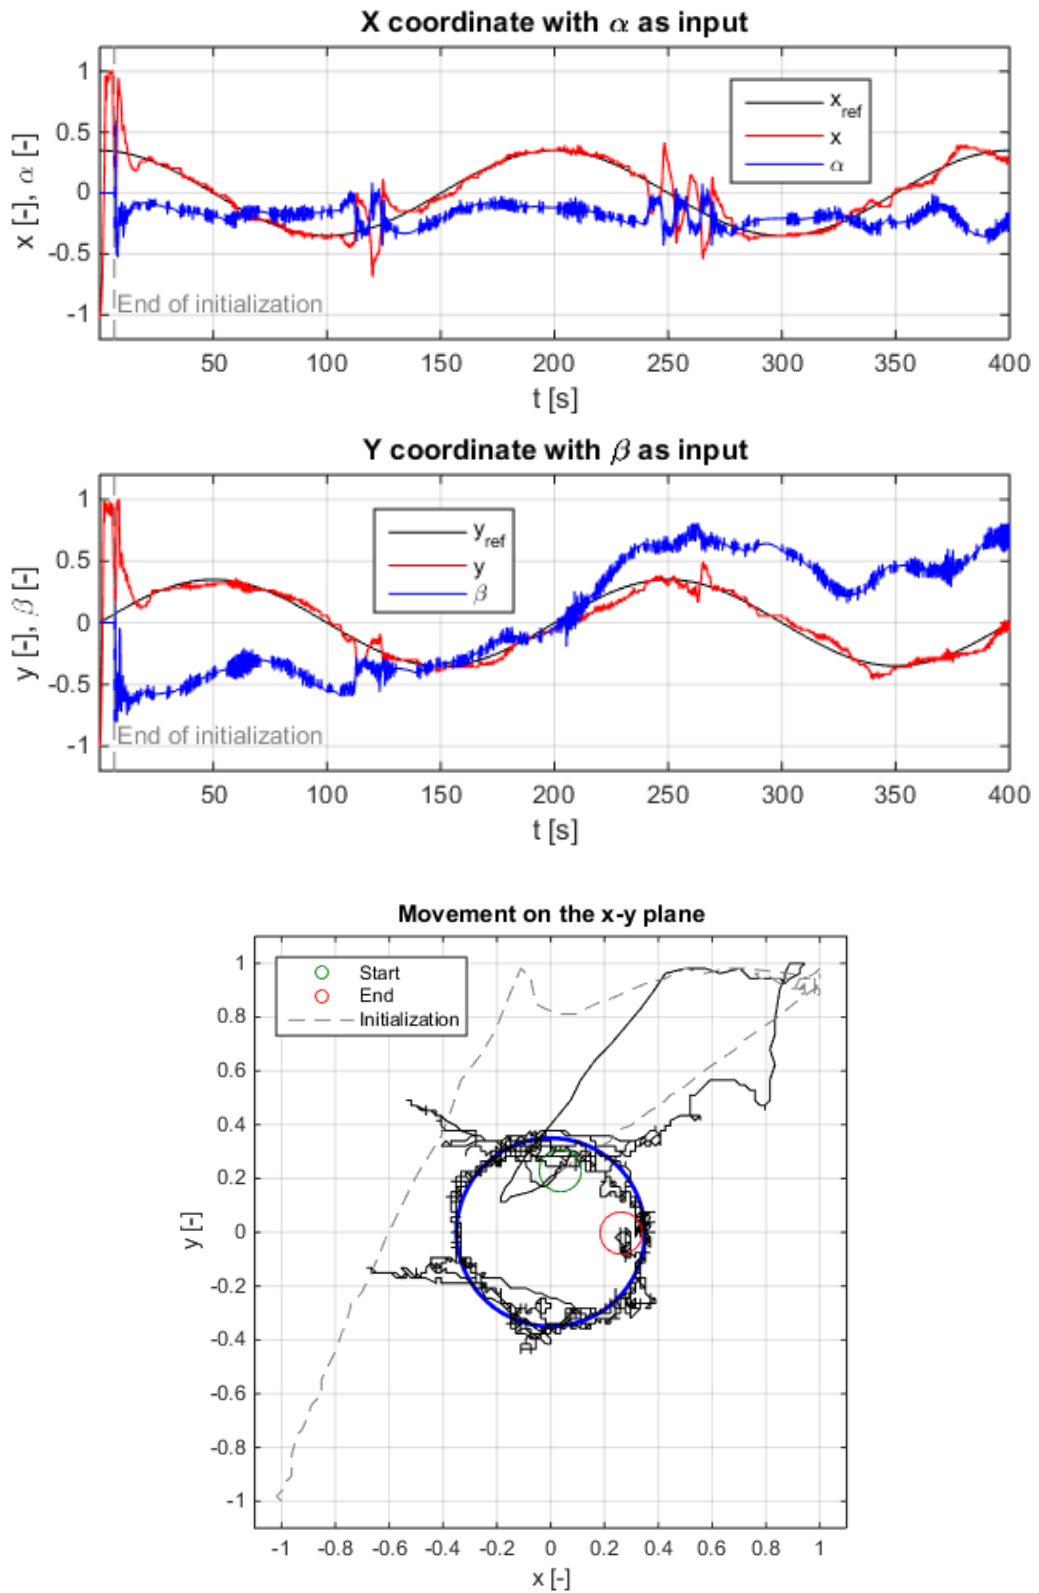 X coordinate with α as input
x [-], α [-]
1
0.5
0
-0.5
-1
x_ref
x
α
End of initialization
50 100 150 200 250 300 350 400
t [s]
Y coordinate with β as input
y [-], β [-]
1
0.5
0
-0.5
-1
y_ref
y
β
End of initialization
50 100 150 200 250 300 350 400
t [s]
Movement on the x-y plane
y [-]
1
0.8
0.6
0.4
0.2
0
-0.2
-0.4
-0.6
-0.8
-1
Start
End
Initialization
-1 -0.8 -0.6 -0.4 -0.2 0 0.2 0.4 0.6 0.8 1
x [-]